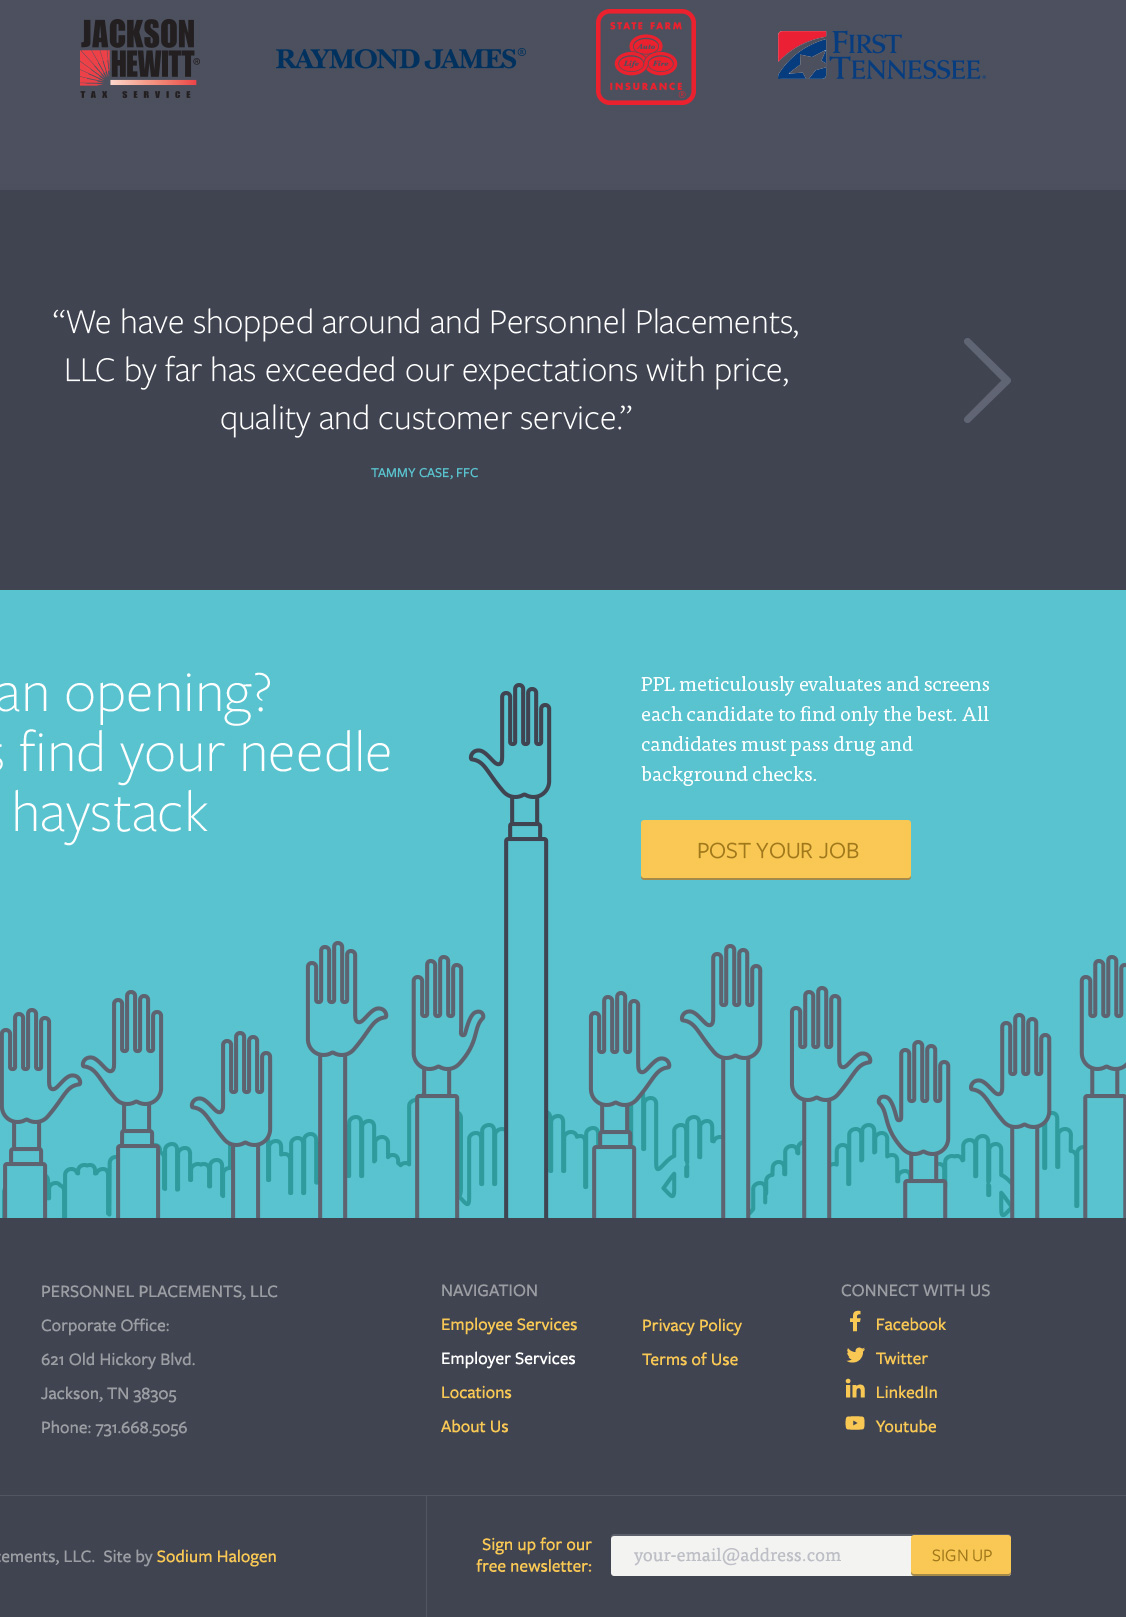 JACKSON
HEWITT®
TAX SERVICE
RAYMOND JAMES®
STATE FARM
INSURANCE
FIRST
TENNESSEE.
“We have shopped around and Personnel Placements,
LLC by far has exceeded our expectations with price,
quality and customer service.”
TAMMY CASE, FFC
an opening?
s find your needle
haystack
PPL meticulously evaluates and screens
each candidate to find only the best. All
candidates must pass drug and
background checks.
POST YOUR JOB
PERSONNEL PLACEMENTS, LLC
Corporate Office:
621 Old Hickory Blvd.
Jackson, TN 38305
Phone: 731.668.5056
NAVIGATION
Employee Services
Employer Services
Locations
About Us
Privacy Policy
Terms of Use
CONNECT WITH US
Facebook
Twitter
LinkedIn
Youtube
cements, LLC. Site by Sodium Halogen
Sign up for our
free newsletter:
your-email@address.com
SIGN UP